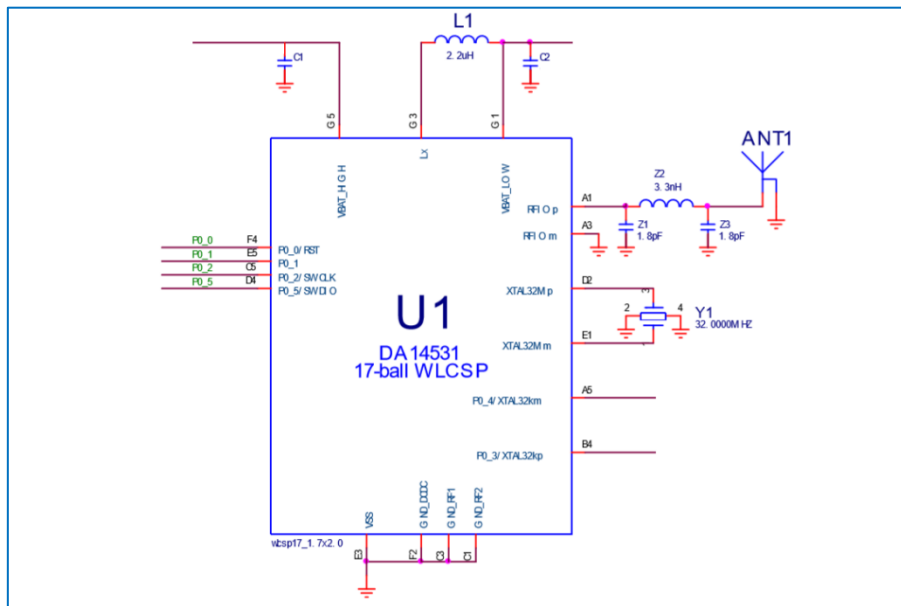 L1
2.2uH
C1
C2
G5
G3
G1
Lx
VBAT_HIGH
VBAT_LOW
ANT1
Z2
3.3nH
RFIOp
A1
Z1
1.8pF
Z3
1.8pF
RFIOm
A3
P0_0
F4
P0_0/RST
P0_1
E5
P0_1
P0_2
C5
P0_2/SWCLK
P0_5
D4
P0_5/SWDIO
XTAL32Mp
D2
3
2
4
Y1
32.0000MHZ
1
U1
DA14531
17-ball WLCSP
XTAL32Mm
E1
P0_4/XTAL32km
A5
P0_3/XTAL32kp
B4
VSS
GND_DCDC
GND_RF1
GND_RF2
wlcsp17_1.7x2.0
E3
F2
C3
C1